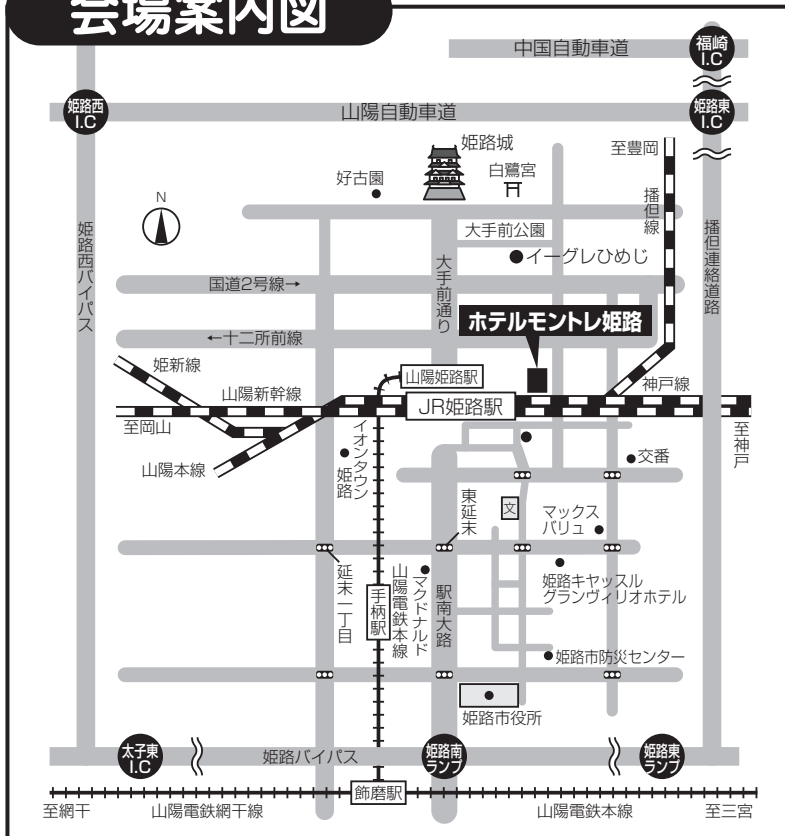 会場案内図
中国自動車道
福崎
I.C
姫路西
I.C
山陽自動車道
姫路東
I.C
姫路城
至豊岡
白鷺宮
好古園
播但線
N
大手前公園
イーグレひめじ
姫路西バイパス
播但連絡道路
大手前通り
国道2号線→
ホテルモントレ姫路
←十二所前線
姫新線
山陽姫路駅
山陽新幹線
神戸線
JR姫路駅
至岡山
至神戸
山陽本線
イオンタウン
姫路
交番
東延末
文
マックス
バリュ
延末一丁目
手柄駅
山陽電鉄本線
マクドナルド
駅南大路
姫路キヤッスル
グランヴィリオホテル
姫路市防災センター
姫路市役所
太子東
I.C
姫路バイパス
姫路南
ランプ
姫路東
ランプ
飾磨駅
至網干
山陽電鉄網干線
山陽電鉄本線
至三宮